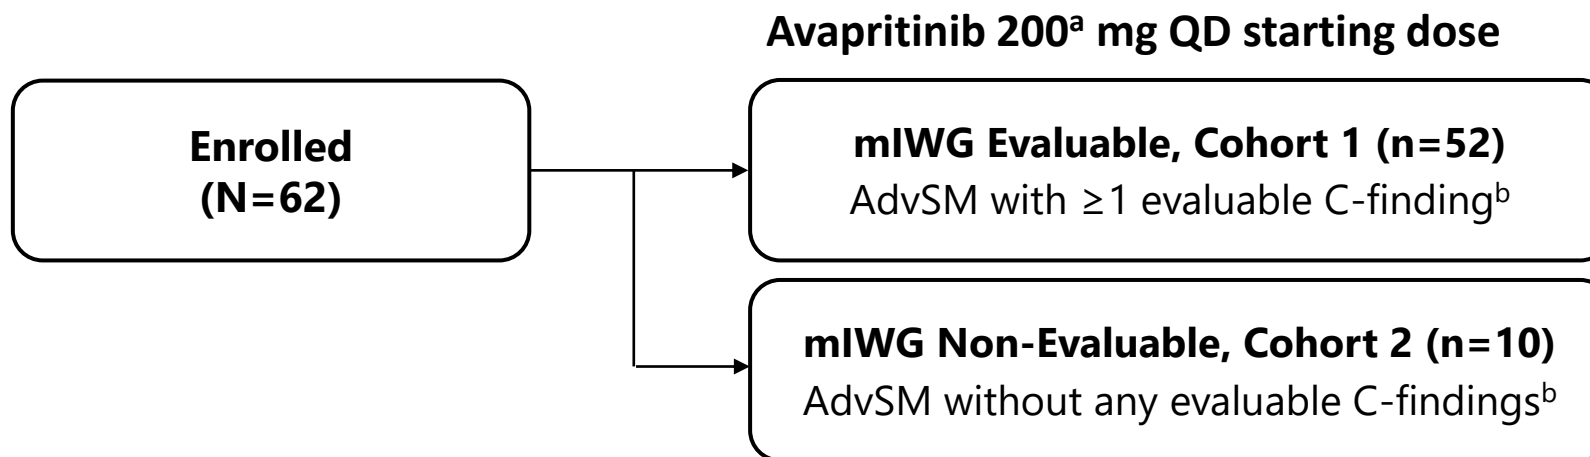 Avapritinib 200ᵃ mg QD starting dose
Enrolled
(N=62)
mIWG Evaluable, Cohort 1 (n=52)
AdvSM with ≥1 evaluable C-findingᵇ
mIWG Non-Evaluable, Cohort 2 (n=10)
AdvSM without any evaluable C-findingsᵇ